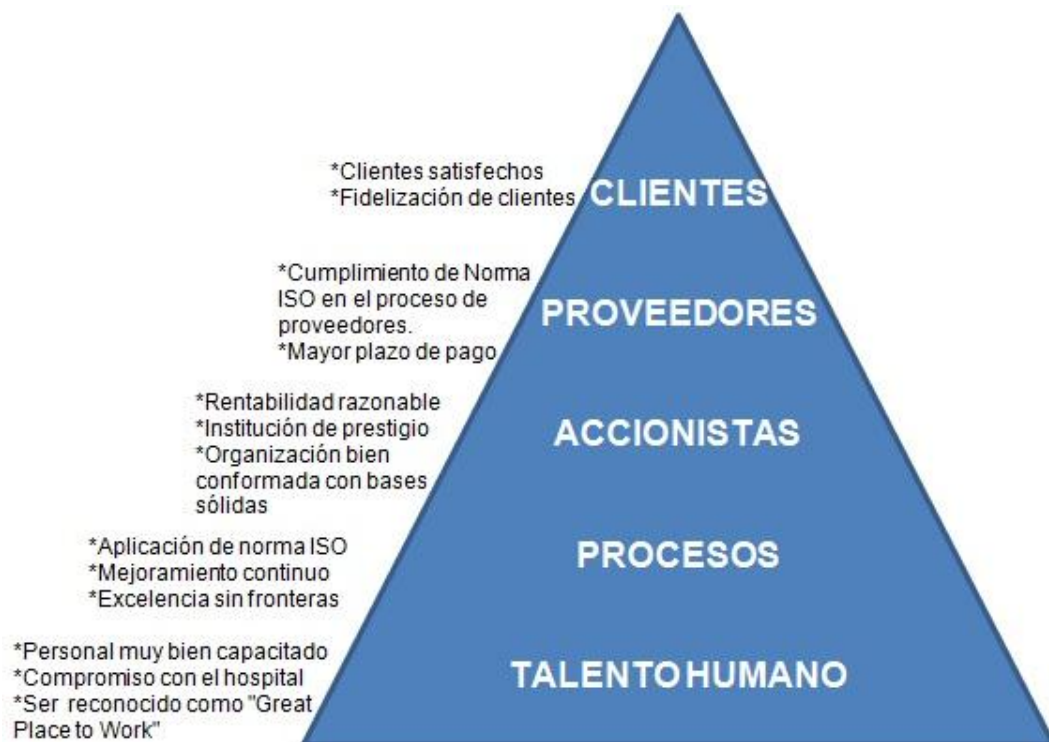 *Clientes satisfechos
*Fidelización de clientes
CLIENTES
*Cumplimiento de Norma
ISO en el proceso de
proveedores.
*Mayor plazo de pago
PROVEEDORES
*Rentabilidad razonable
*Institución de prestigio
*Organización bien
conformada con bases
sólidas
ACCIONISTAS
*Aplicación de norma ISO
*Mejoramiento continuo
*Excelencia sin fronteras
PROCESOS
*Personal muy bien capacitado
*Compromiso con el hospital
*Ser reconocido como "Great
Place to Work"
TALENTO HUMANO